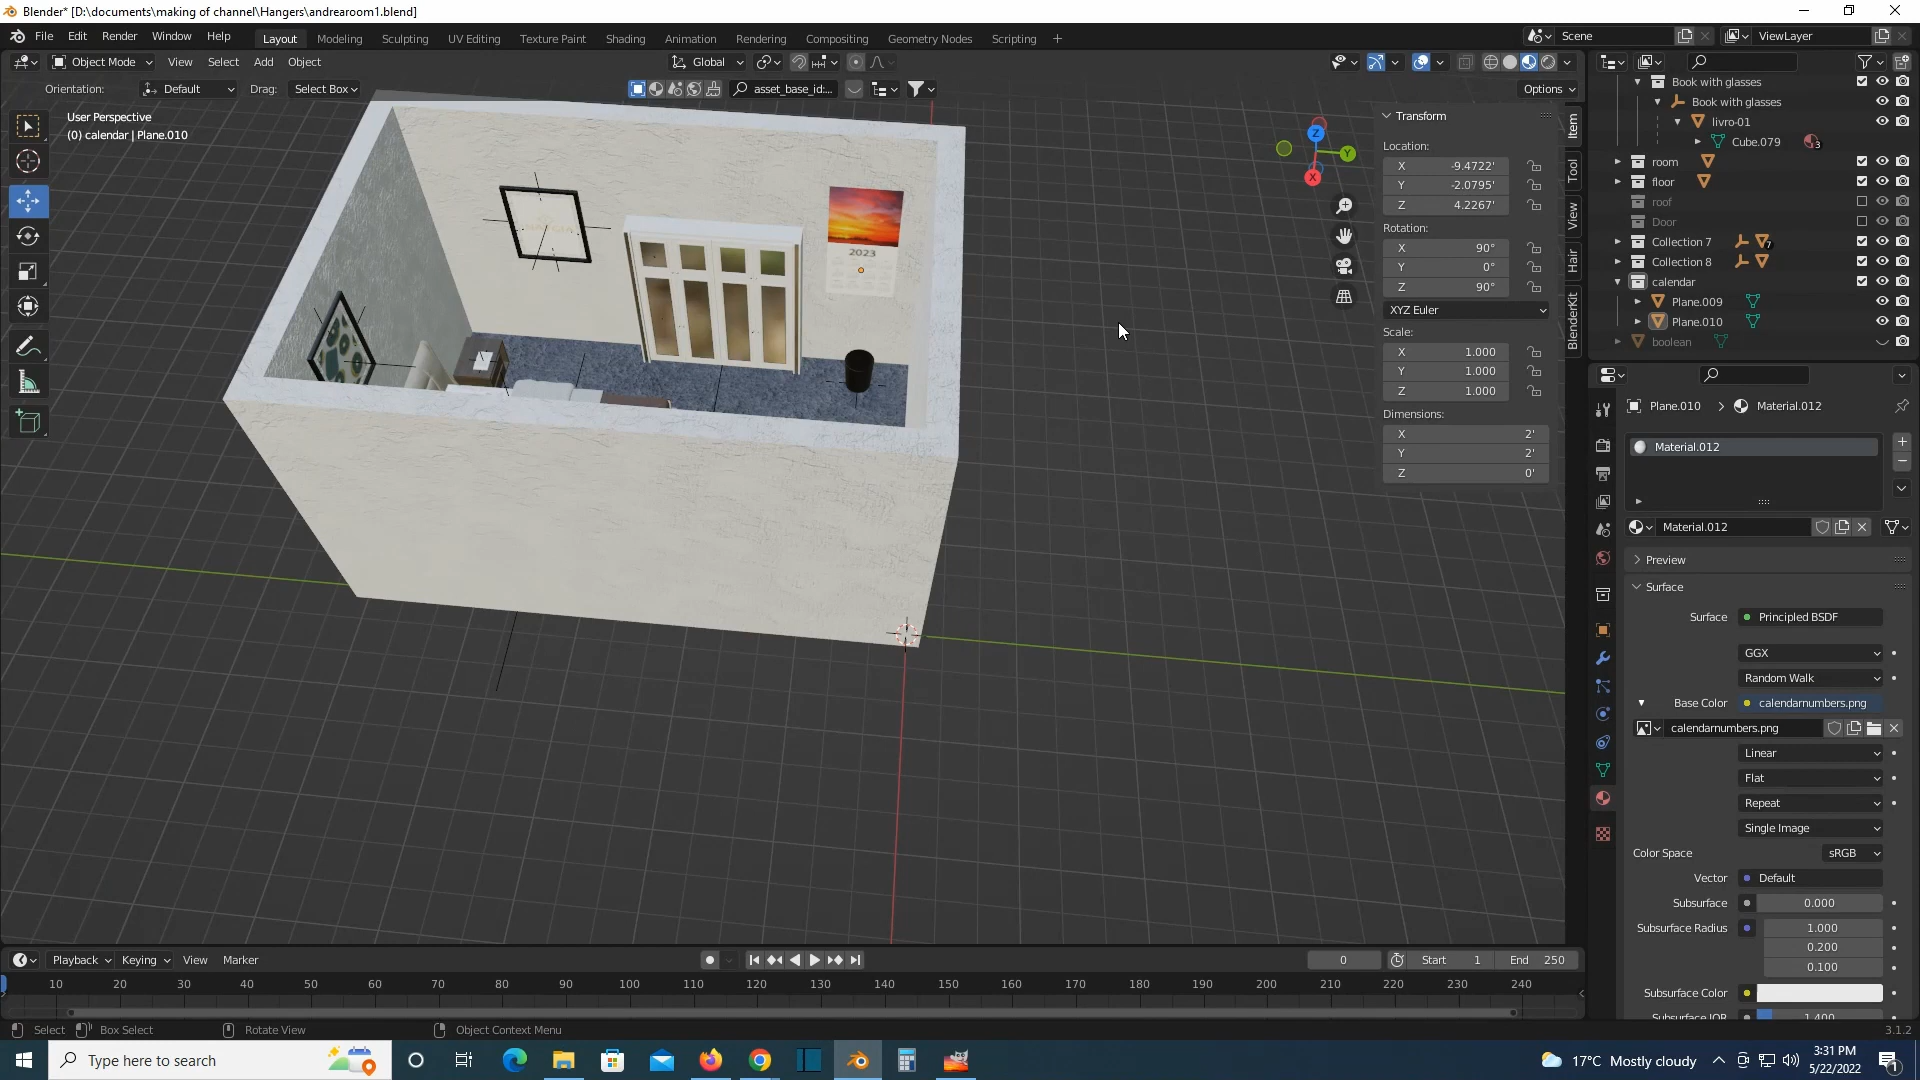 Blender* [D:\documents\making of channel\Hangers\andrearoom1.blend]
File Edit Render Window Help Layout Modeling Sculpting UV Editing Texture Paint Shading Animation Rendering Compositing Geometry Nodes Scripting + Scene ViewLayer
Object Mode View Select Add Object Global
Orientation: Default Drag: Select Box asset_base_id:... Options
User Perspective
(0) calendar | Plane.010
Z
Y
X
2023
Transform
Location:
X -9.4722'
Y -2.0795'
Z 4.2267'
Rotation:
X 90°
Y 0°
Z 90°
XYZ Euler
Scale:
X 1.000
Y 1.000
Z 1.000
Dimensions:
X 2'
Y 2'
Z 0'
Item
Tool
View
Hair
BlenderKit
Book with glasses
Book with glasses
livro-01
Cube.079 3
room
floor
roof
Door
Collection 7 7
Collection 8
calendar
Plane.009
Plane.010
boolean
Plane.010 Material.012
Material.012
Material.012
Preview
Surface
Surface Principled BSDF
GGX
Random Walk
Base Color calendarnumbers.png
calendarnumbers.png
Linear
Flat
Repeat
Single Image
Color Space sRGB
Vector Default
Subsurface 0.000
Subsurface Radius 1.000
0.200
0.100
Subsurface Color
Subsurface IOR 1.400
Playback Keying View Marker 0 Start 1 End 250
10 20 30 40 50 60 70 80 90 100 110 120 130 140 150 160 170 180 190 200 210 220 230 240
Select Box Select Rotate View Object Context Menu 3.1.2
Type here to search 17°C Mostly cloudy 3:31 PM
5/22/2022 1